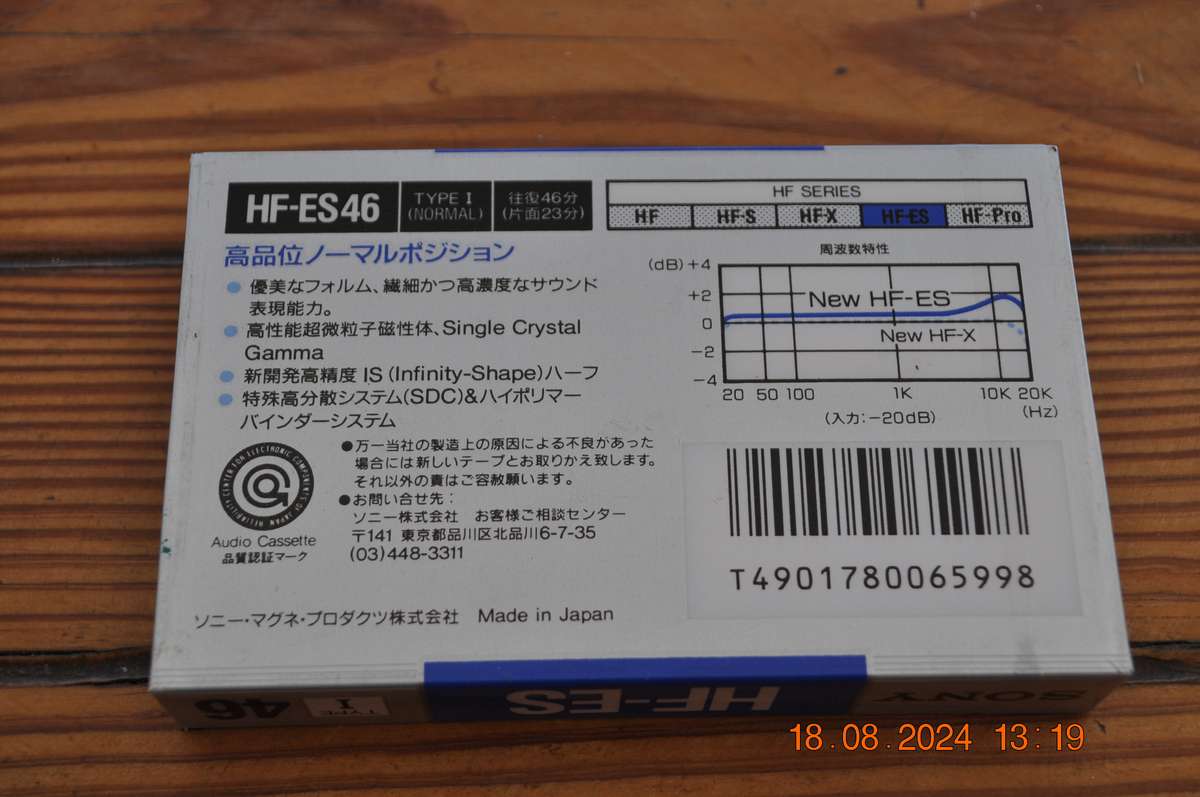 HF-ES46
TYPE I
(NORMAL)
往復46分
(片面23分)
HF SERIES
HF HF-S HF-X HF-ES HF-Pro
高品位ノーマルポジション
● 優美なフォルム、繊細かつ高濃度なサウンド
表現能力。
● 高性能超微粒子磁性体、Single Crystal
Gamma
● 新開発高精度 IS (Infinity-Shape)ハーフ
● 特殊高分散システム(SDC)&ハイポリマー
バインダーシステム
周波数特性
(dB) +4
+2
0
−2
−4
New HF-ES
New HF-X
20 50 100 1K 10K 20K
(Hz)
(入力:−20dB)
CENTER FOR ELECTRONIC COMPONENTS OF JAPAN RELIABILITY
Audio Cassette
品質認証マーク
●万一当社の製造上の原因による不良があった
場合には新しいテープとお取りかえ致します。
それ以外の責はご容赦願います。
●お問い合せ先:
ソニー株式会社 お客様ご相談センター
〒141 東京都品川区北品川6-7-35
(03)448-3311
T4901780065998
ソニー・マグネ・プロダクツ株式会社 Made in Japan
SONY
HF-ES
TYPE
I
46
18.08.2024 13:19